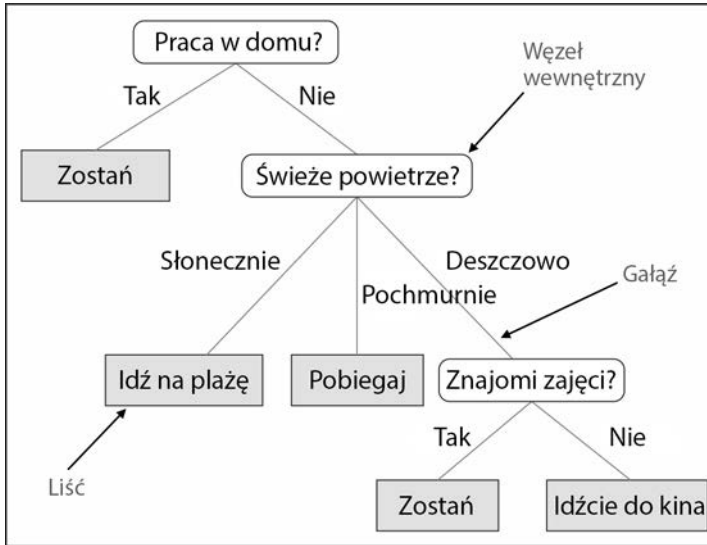 Praca w domu?
Węzeł
wewnętrzny
Tak
Nie
Zostań
Świeże powietrze?
Słonecznie
Deszczowo
Pochmurnie
Gałąź
Idź na plażę
Pobiegaj
Znajomi zajęci?
Liść
Tak
Nie
Zostań
Idźcie do kina